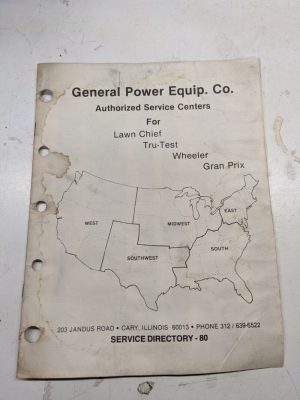 General Power Equip. Co.
Authorized Service Centers
For
Lawn Chief
Tru-Test
Wheeler
Gran Prix
WEST
MIDWEST
EAST
SOUTHWEST
SOUTH
203 JANDUS ROAD • CARY, ILLINOIS 60013 • PHONE 312 / 639-6522
SERVICE DIRECTORY - 80